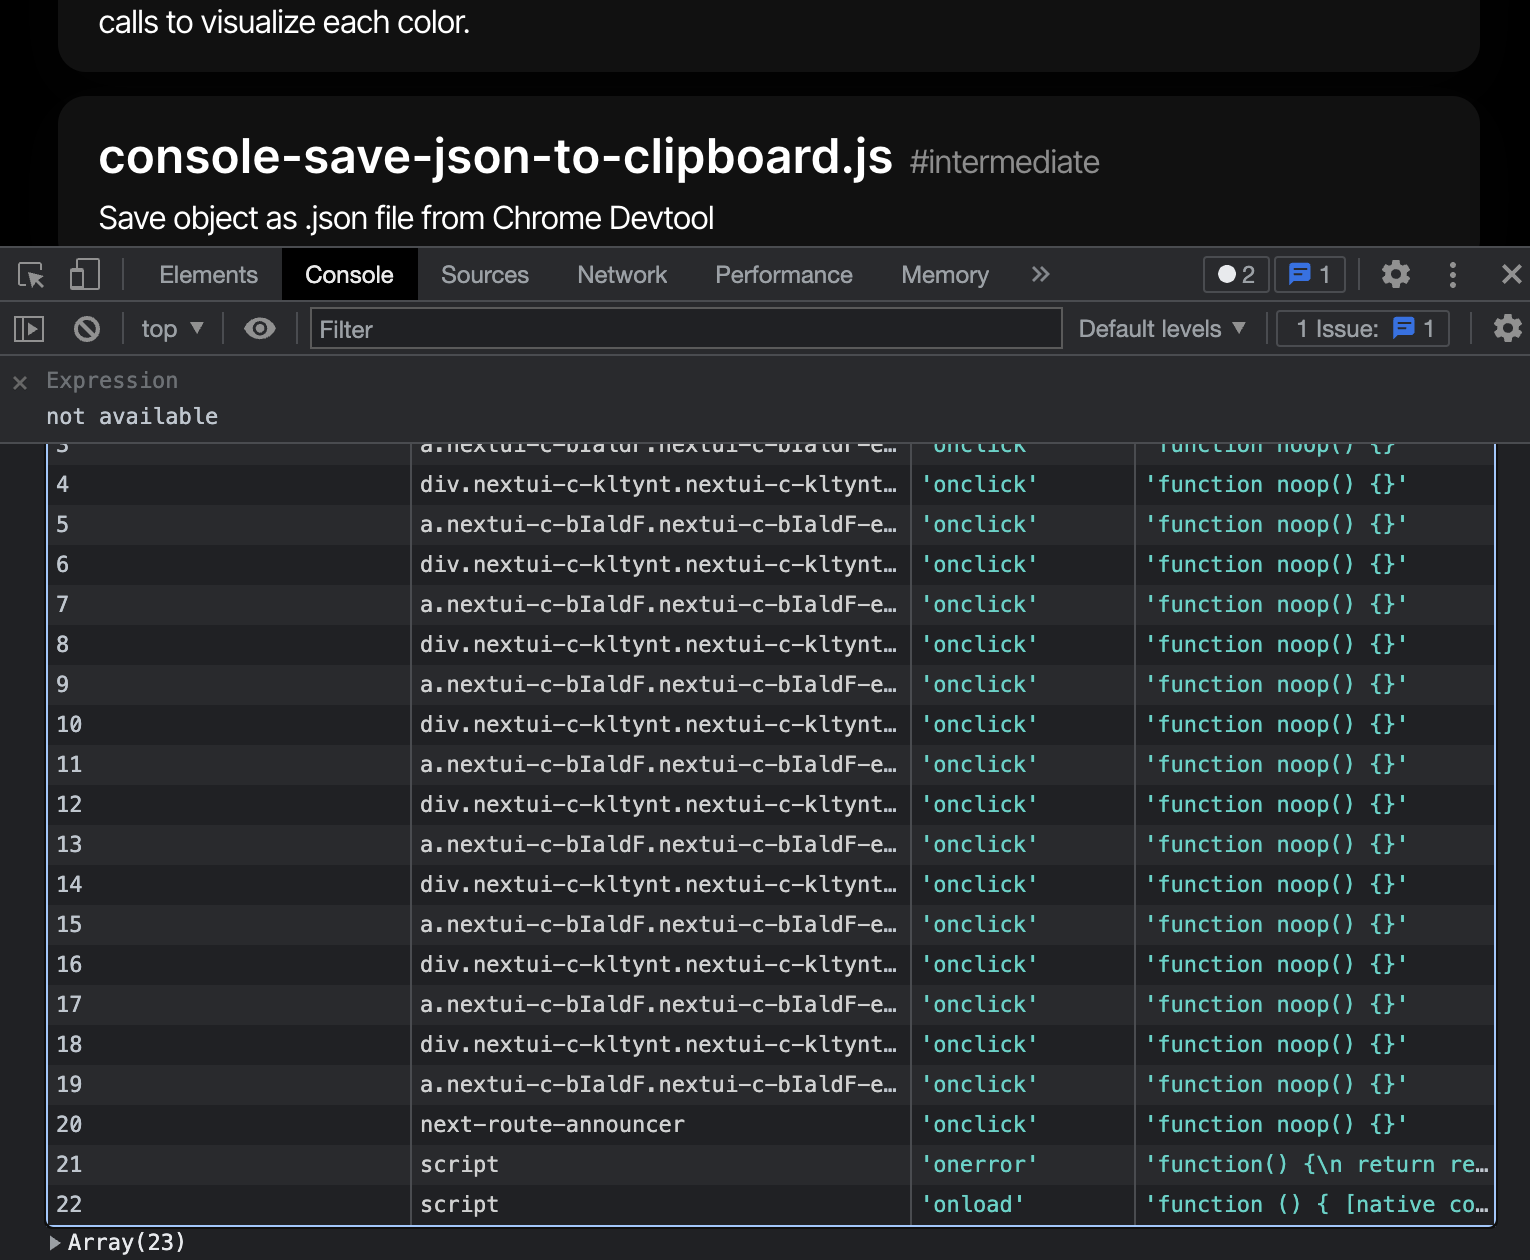 calls to visualize each color.
console-save-json-to-clipboard.js #intermediate
Save object as .json file from Chrome Devtool
Elements Console Sources Network Performance Memory » 2 1
top Filter Default levels 1 Issue: 1
Expression
not available
3 a.nextui-c-bIaldF.nextui-c-bIaldF-e… 'onclick' 'function noop() {}'
4 div.nextui-c-kltynt.nextui-c-kltynt… 'onclick' 'function noop() {}'
5 a.nextui-c-bIaldF.nextui-c-bIaldF-e… 'onclick' 'function noop() {}'
6 div.nextui-c-kltynt.nextui-c-kltynt… 'onclick' 'function noop() {}'
7 a.nextui-c-bIaldF.nextui-c-bIaldF-e… 'onclick' 'function noop() {}'
8 div.nextui-c-kltynt.nextui-c-kltynt… 'onclick' 'function noop() {}'
9 a.nextui-c-bIaldF.nextui-c-bIaldF-e… 'onclick' 'function noop() {}'
10 div.nextui-c-kltynt.nextui-c-kltynt… 'onclick' 'function noop() {}'
11 a.nextui-c-bIaldF.nextui-c-bIaldF-e… 'onclick' 'function noop() {}'
12 div.nextui-c-kltynt.nextui-c-kltynt… 'onclick' 'function noop() {}'
13 a.nextui-c-bIaldF.nextui-c-bIaldF-e… 'onclick' 'function noop() {}'
14 div.nextui-c-kltynt.nextui-c-kltynt… 'onclick' 'function noop() {}'
15 a.nextui-c-bIaldF.nextui-c-bIaldF-e… 'onclick' 'function noop() {}'
16 div.nextui-c-kltynt.nextui-c-kltynt… 'onclick' 'function noop() {}'
17 a.nextui-c-bIaldF.nextui-c-bIaldF-e… 'onclick' 'function noop() {}'
18 div.nextui-c-kltynt.nextui-c-kltynt… 'onclick' 'function noop() {}'
19 a.nextui-c-bIaldF.nextui-c-bIaldF-e… 'onclick' 'function noop() {}'
20 next-route-announcer 'onclick' 'function noop() {}'
21 script 'onerror' 'function() {\n return re…
22 script 'onload' 'function () { [native co…
Array(23)